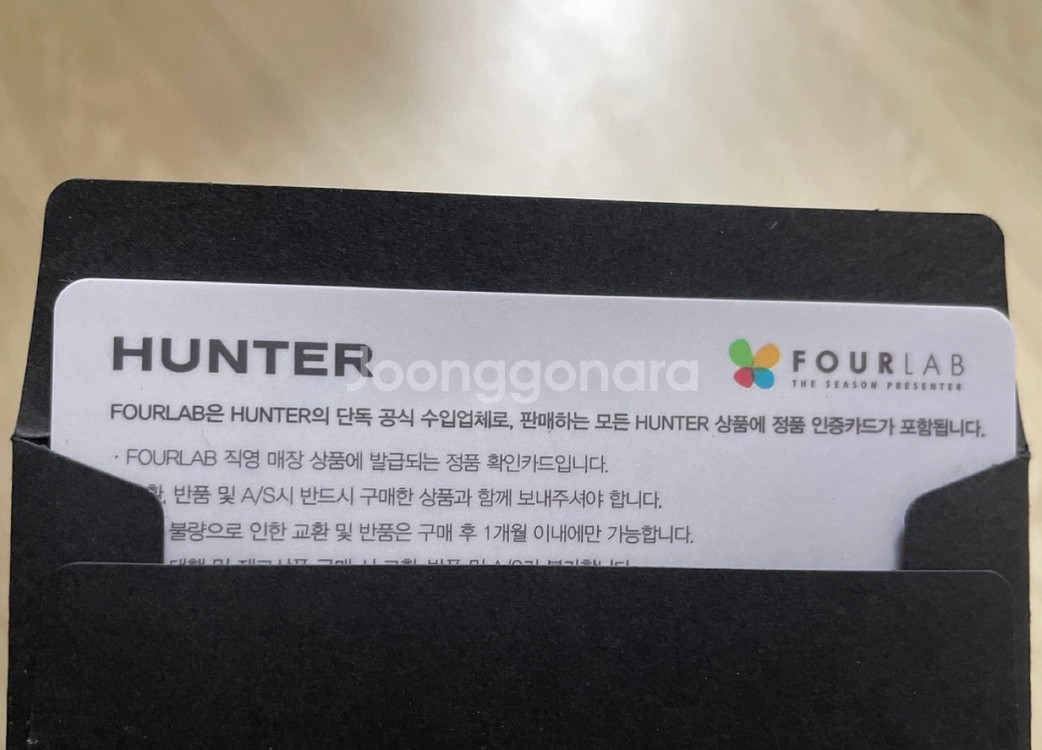 HUNTER
Joonggonara
FOURLAB
THE SEASON PRESENTER
FOURLAB은 HUNTER의 단독 공식 수입업체로, 판매하는 모든 HUNTER 상품에 정품 인증카드가 포함됩니다.
· FOURLAB 직영 매장 상품에 발급되는 정품 확인카드입니다.
반품 및 A/S시 반드시 구매한 상품과 함께 보내주셔야 합니다.
불량으로 인한 교환 및 반품은 구매 후 1개월 이내에만 가능합니다.